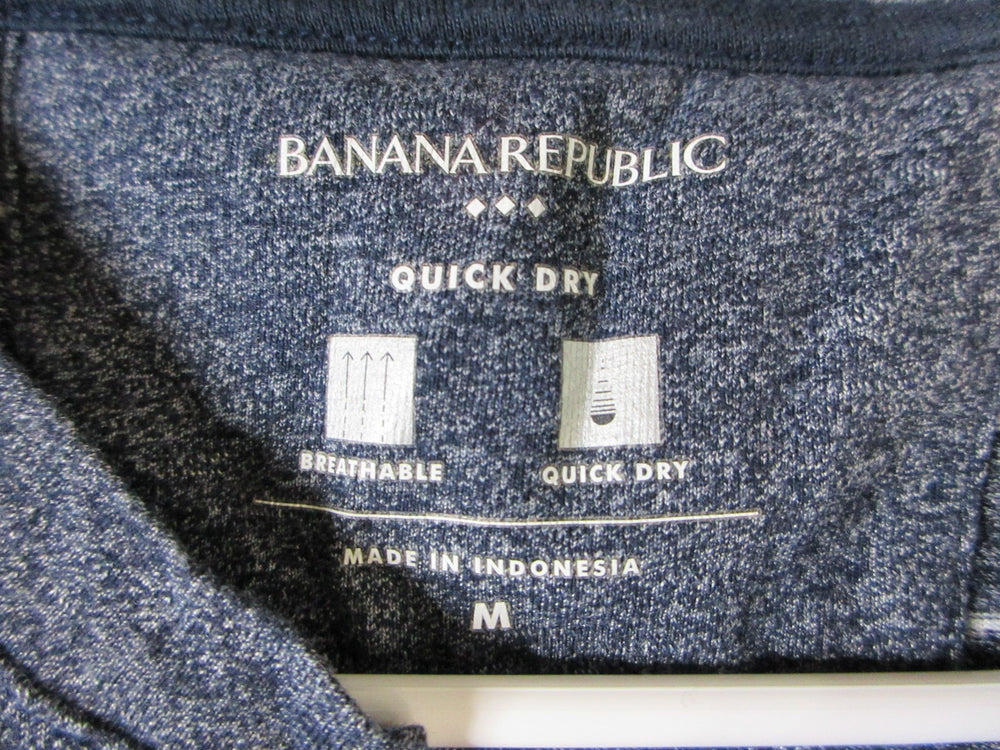 BANANA REPUBLIC
QUICK DRY
BREATHABLE
QUICK DRY
MADE IN INDONESIA
M